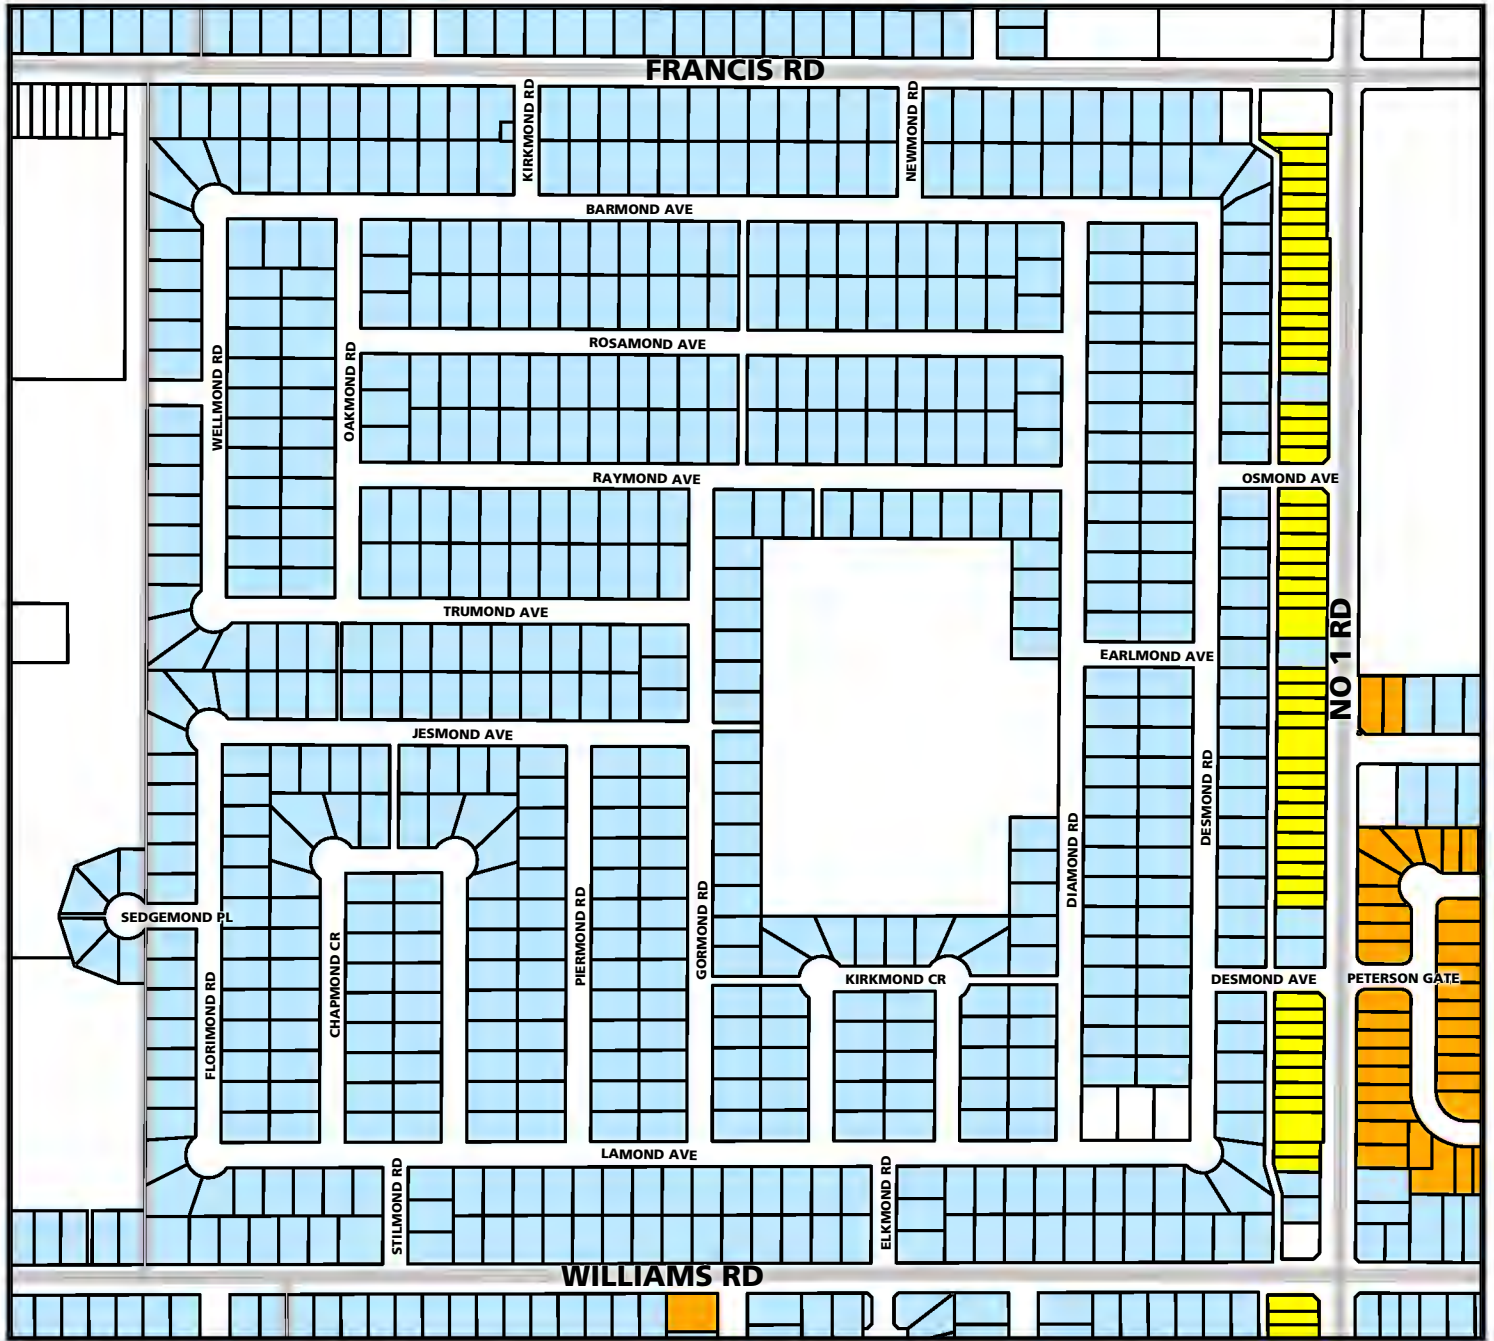 FRANCIS RD
KIRKMOND RD
NEWMOND RD
BARMOND AVE
WELLMOND RD
OAKMOND RD
ROSAMOND AVE
RAYMOND AVE
OSMOND AVE
TRUMOND AVE
NO 1 RD
EARLMOND AVE
JESMOND AVE
DESMOND RD
DIAMOND RD
SEDGEMOND PL
PIERMOND RD
GORMOND RD
CHAPMOND CR
FLORIMOND RD
KIRKMOND CR
DESMOND AVE
PETERSON GATE
LAMOND AVE
STILMOND RD
ELKMOND RD
WILLIAMS RD